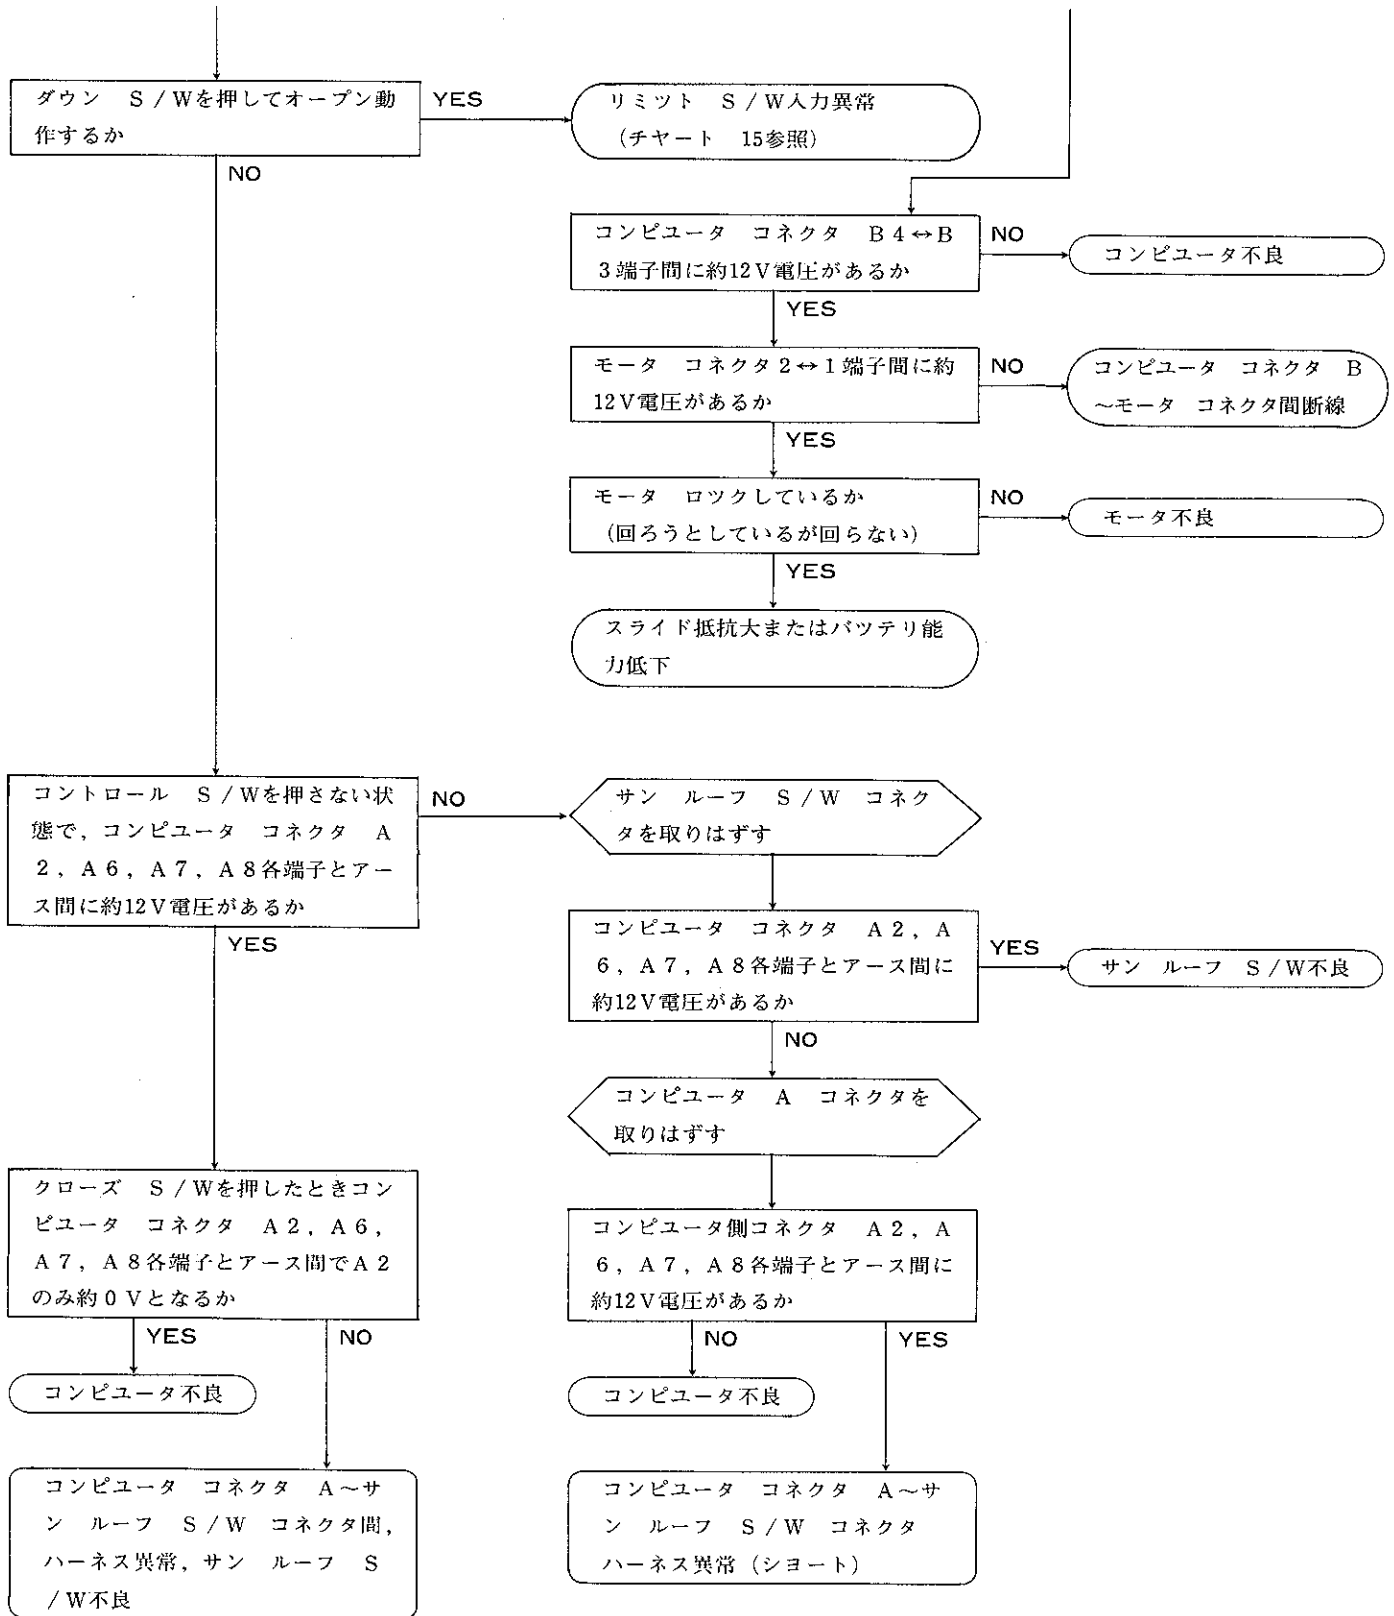 ダウン　S／Wを押してオープン動
作するか
YES
リミツト　S／W入力異常
（チヤート　15参照）
NO
コンピユータ　コネクタ　B4↔B
3端子間に約12V電圧があるか
NO
コンピユータ不良
YES
モータ　コネクタ2↔1端子間に約
12V電圧があるか
NO
コンピユータ　コネクタ　B
～モータ　コネクタ間断線
YES
モータ　ロツクしているか
（回ろうとしているが回らない）
NO
モータ不良
YES
スライド抵抗大またはバツテリ能
力低下
コントロール　S／Wを押さない状
態で，コンピユータ　コネクタ　A
2，A6，A7，A8各端子とアー
ス間に約12V電圧があるか
NO
サン　ルーフ　S／W　コネク
タを取りはずす
YES
コンピユータ　コネクタ　A2，A
6，A7，A8各端子とアース間に
約12V電圧があるか
YES
サン　ルーフ　S／W不良
NO
コンピユータ　A　コネクタを
取りはずす
クローズ　S／Wを押したときコン
ピユータ　コネクタ　A2，A6，
A7，A8各端子とアース間でA2
のみ約0Vとなるか
コンピユータ側コネクタ　A2，A
6，A7，A8各端子とアース間に
約12V電圧があるか
YES
NO
NO
YES
コンピユータ不良
コンピユータ不良
コンピユータ　コネクタ　A～サ
ン　ルーフ　S／W　コネクタ間，
ハーネス異常，サン　ルーフ　S
／W不良
コンピユータ　コネクタ　A～サ
ン　ルーフ　S／W　コネクタ
ハーネス異常（シヨート）